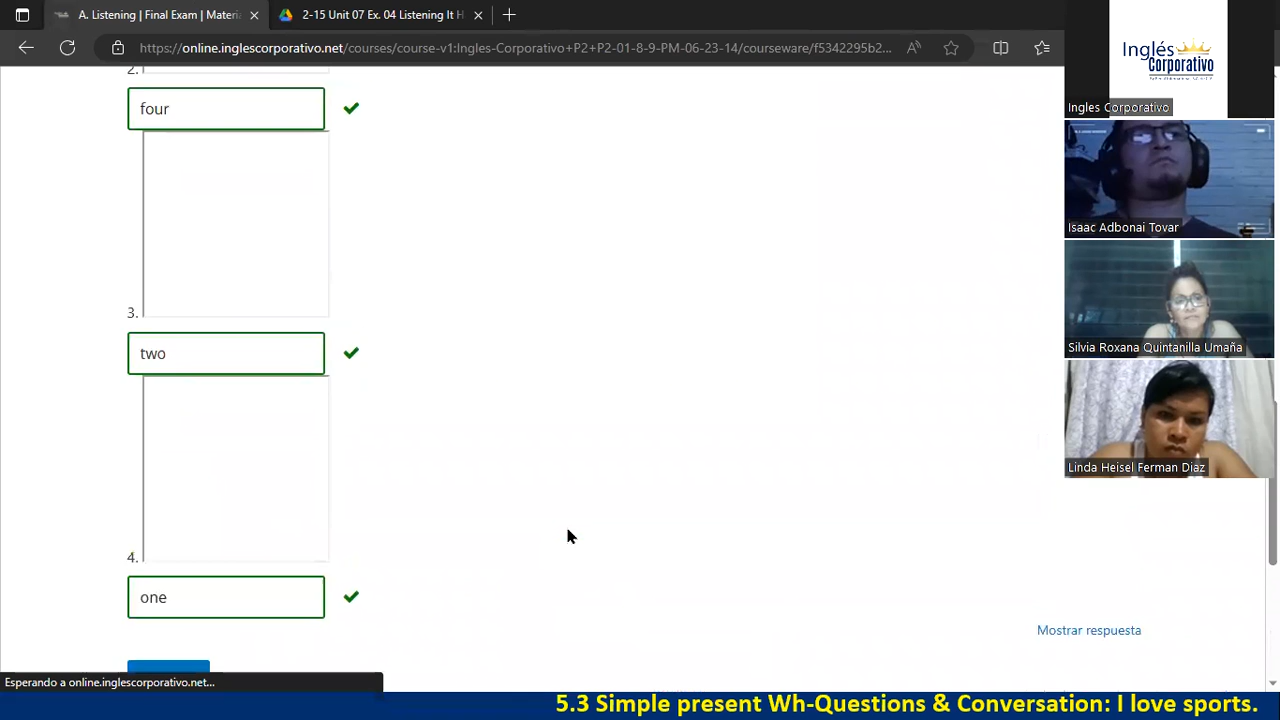 A. Listening | Final Exam | Materia
2-15 Unit 07 Ex. 04 Listening It H
https://online.inglescorporativo.net/courses/course-v1:Ingles-Corporativo+P2+P2-01-8-9-PM-06-23-14/courseware/f5342295b2...
2.
four
3.
two
4.
one
Mostrar respuesta
Esperando a online.inglescorporativo.net...
Inglés
Corporativo
Ingles Corporativo
Isaac Adbonai Tovar
Silvia Roxana Quintanilla Umaña
Linda Heisel Ferman Diaz
5.3 Simple present Wh-Questions & Conversation: I love sports.